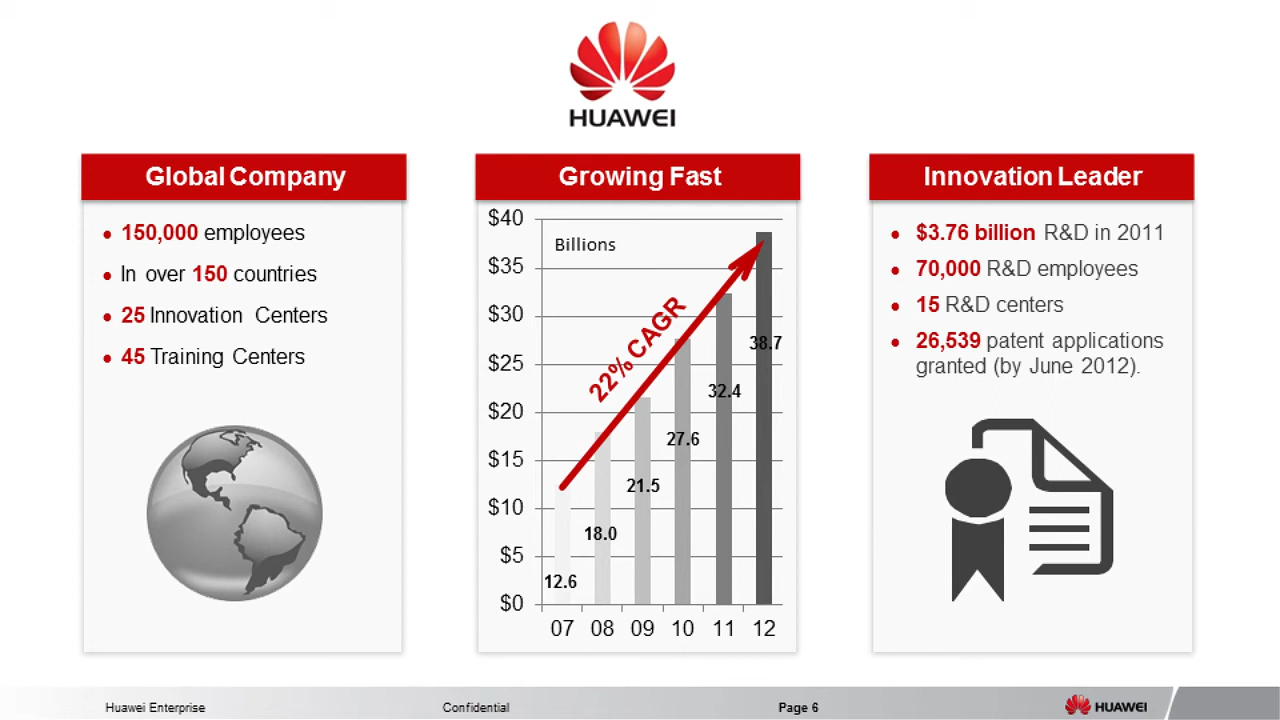 HUAWEI
Global Company
• 150,000 employees
• In over 150 countries
• 25 Innovation Centers
• 45 Training Centers
Growing Fast
Billions
$40
$35
$30
$25
$20
$15
$10
$5
$0
22% CAGR
12.6
18.0
21.5
27.6
32.4
38.7
07 08 09 10 11 12
Innovation Leader
• $3.76 billion R&D in 2011
• 70,000 R&D employees
• 15 R&D centers
• 26,539 patent applications
granted (by June 2012).
Huawei Enterprise Confidential Page 6 HUAWEI